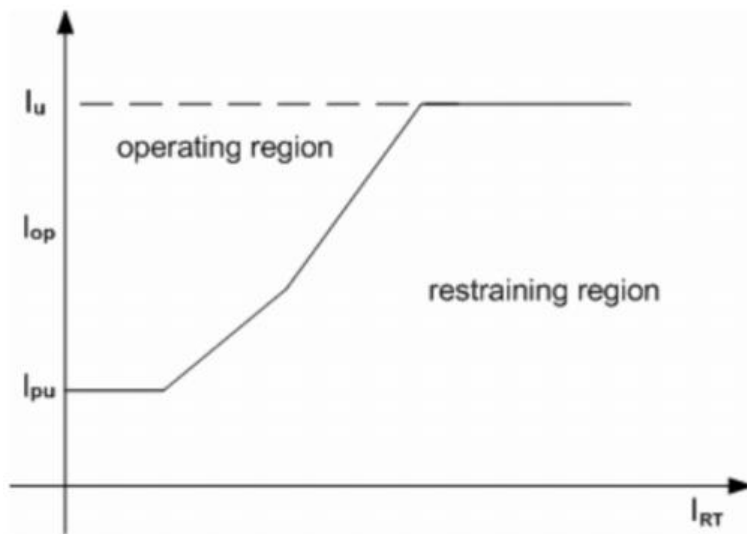 Iu
operating region
Iop
restraining region
Ipu
IRT